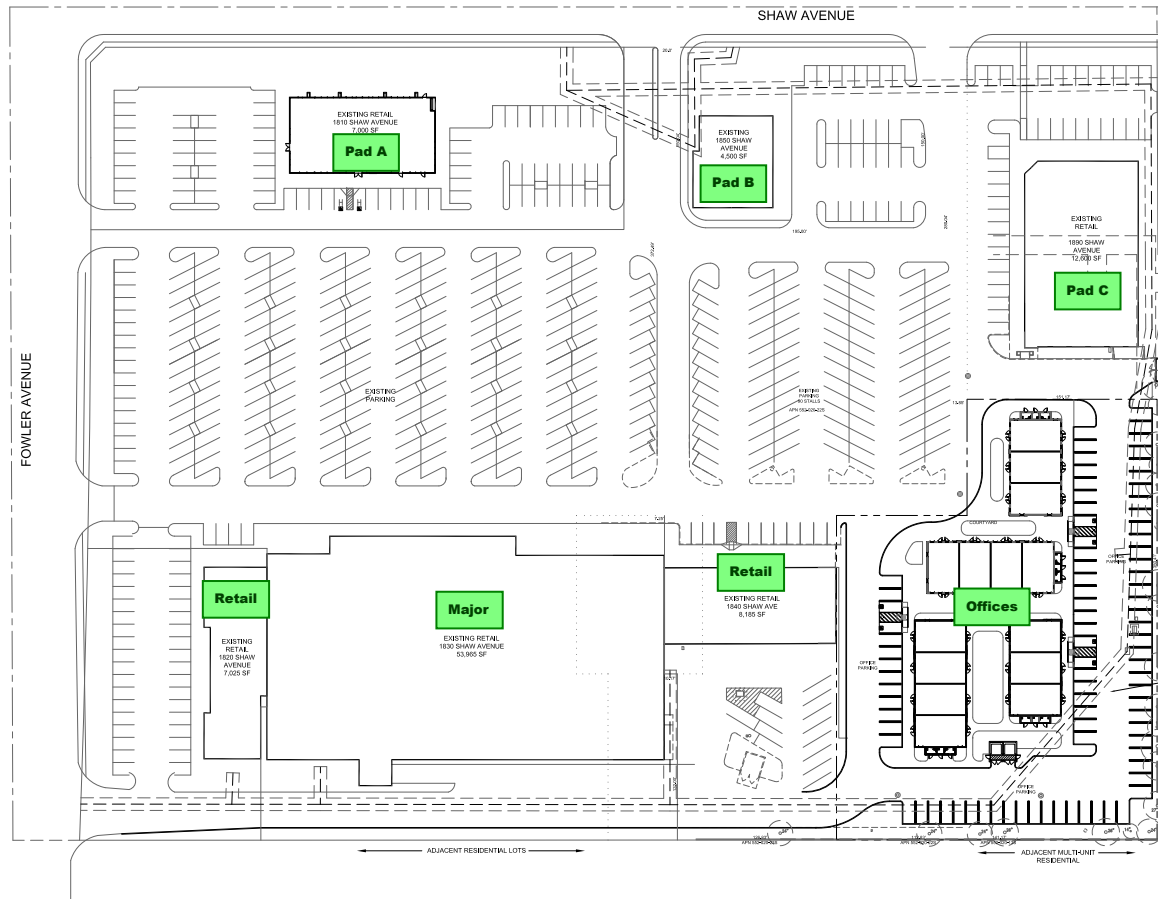 SHAW AVENUE
FOWLER AVENUE
EXISTING RETAIL
1810 SHAW AVENUE
7,000 SF
Pad A
EXISTING
1850 SHAW
AVENUE
4,500 SF
Pad B
EXISTING
RETAIL
1890 SHAW
AVENUE
12,600 SF
Pad C
EXISTING
PARKING
EXISTING
PARKING
60 STALLS
COURTYARD
OFFICE
PARKING
Retail
EXISTING
RETAIL
1820 SHAW
AVENUE
7,025 SF
Major
EXISTING RETAIL
1830 SHAW AVENUE
53,965 SF
Retail
EXISTING RETAIL
1840 SHAW AVE
8,185 SF
Offices
OFFICE
PARKING
OFFICE
PARKING
ADJACENT RESIDENTIAL LOTS
ADJACENT MULTI-UNIT
RESIDENTIAL